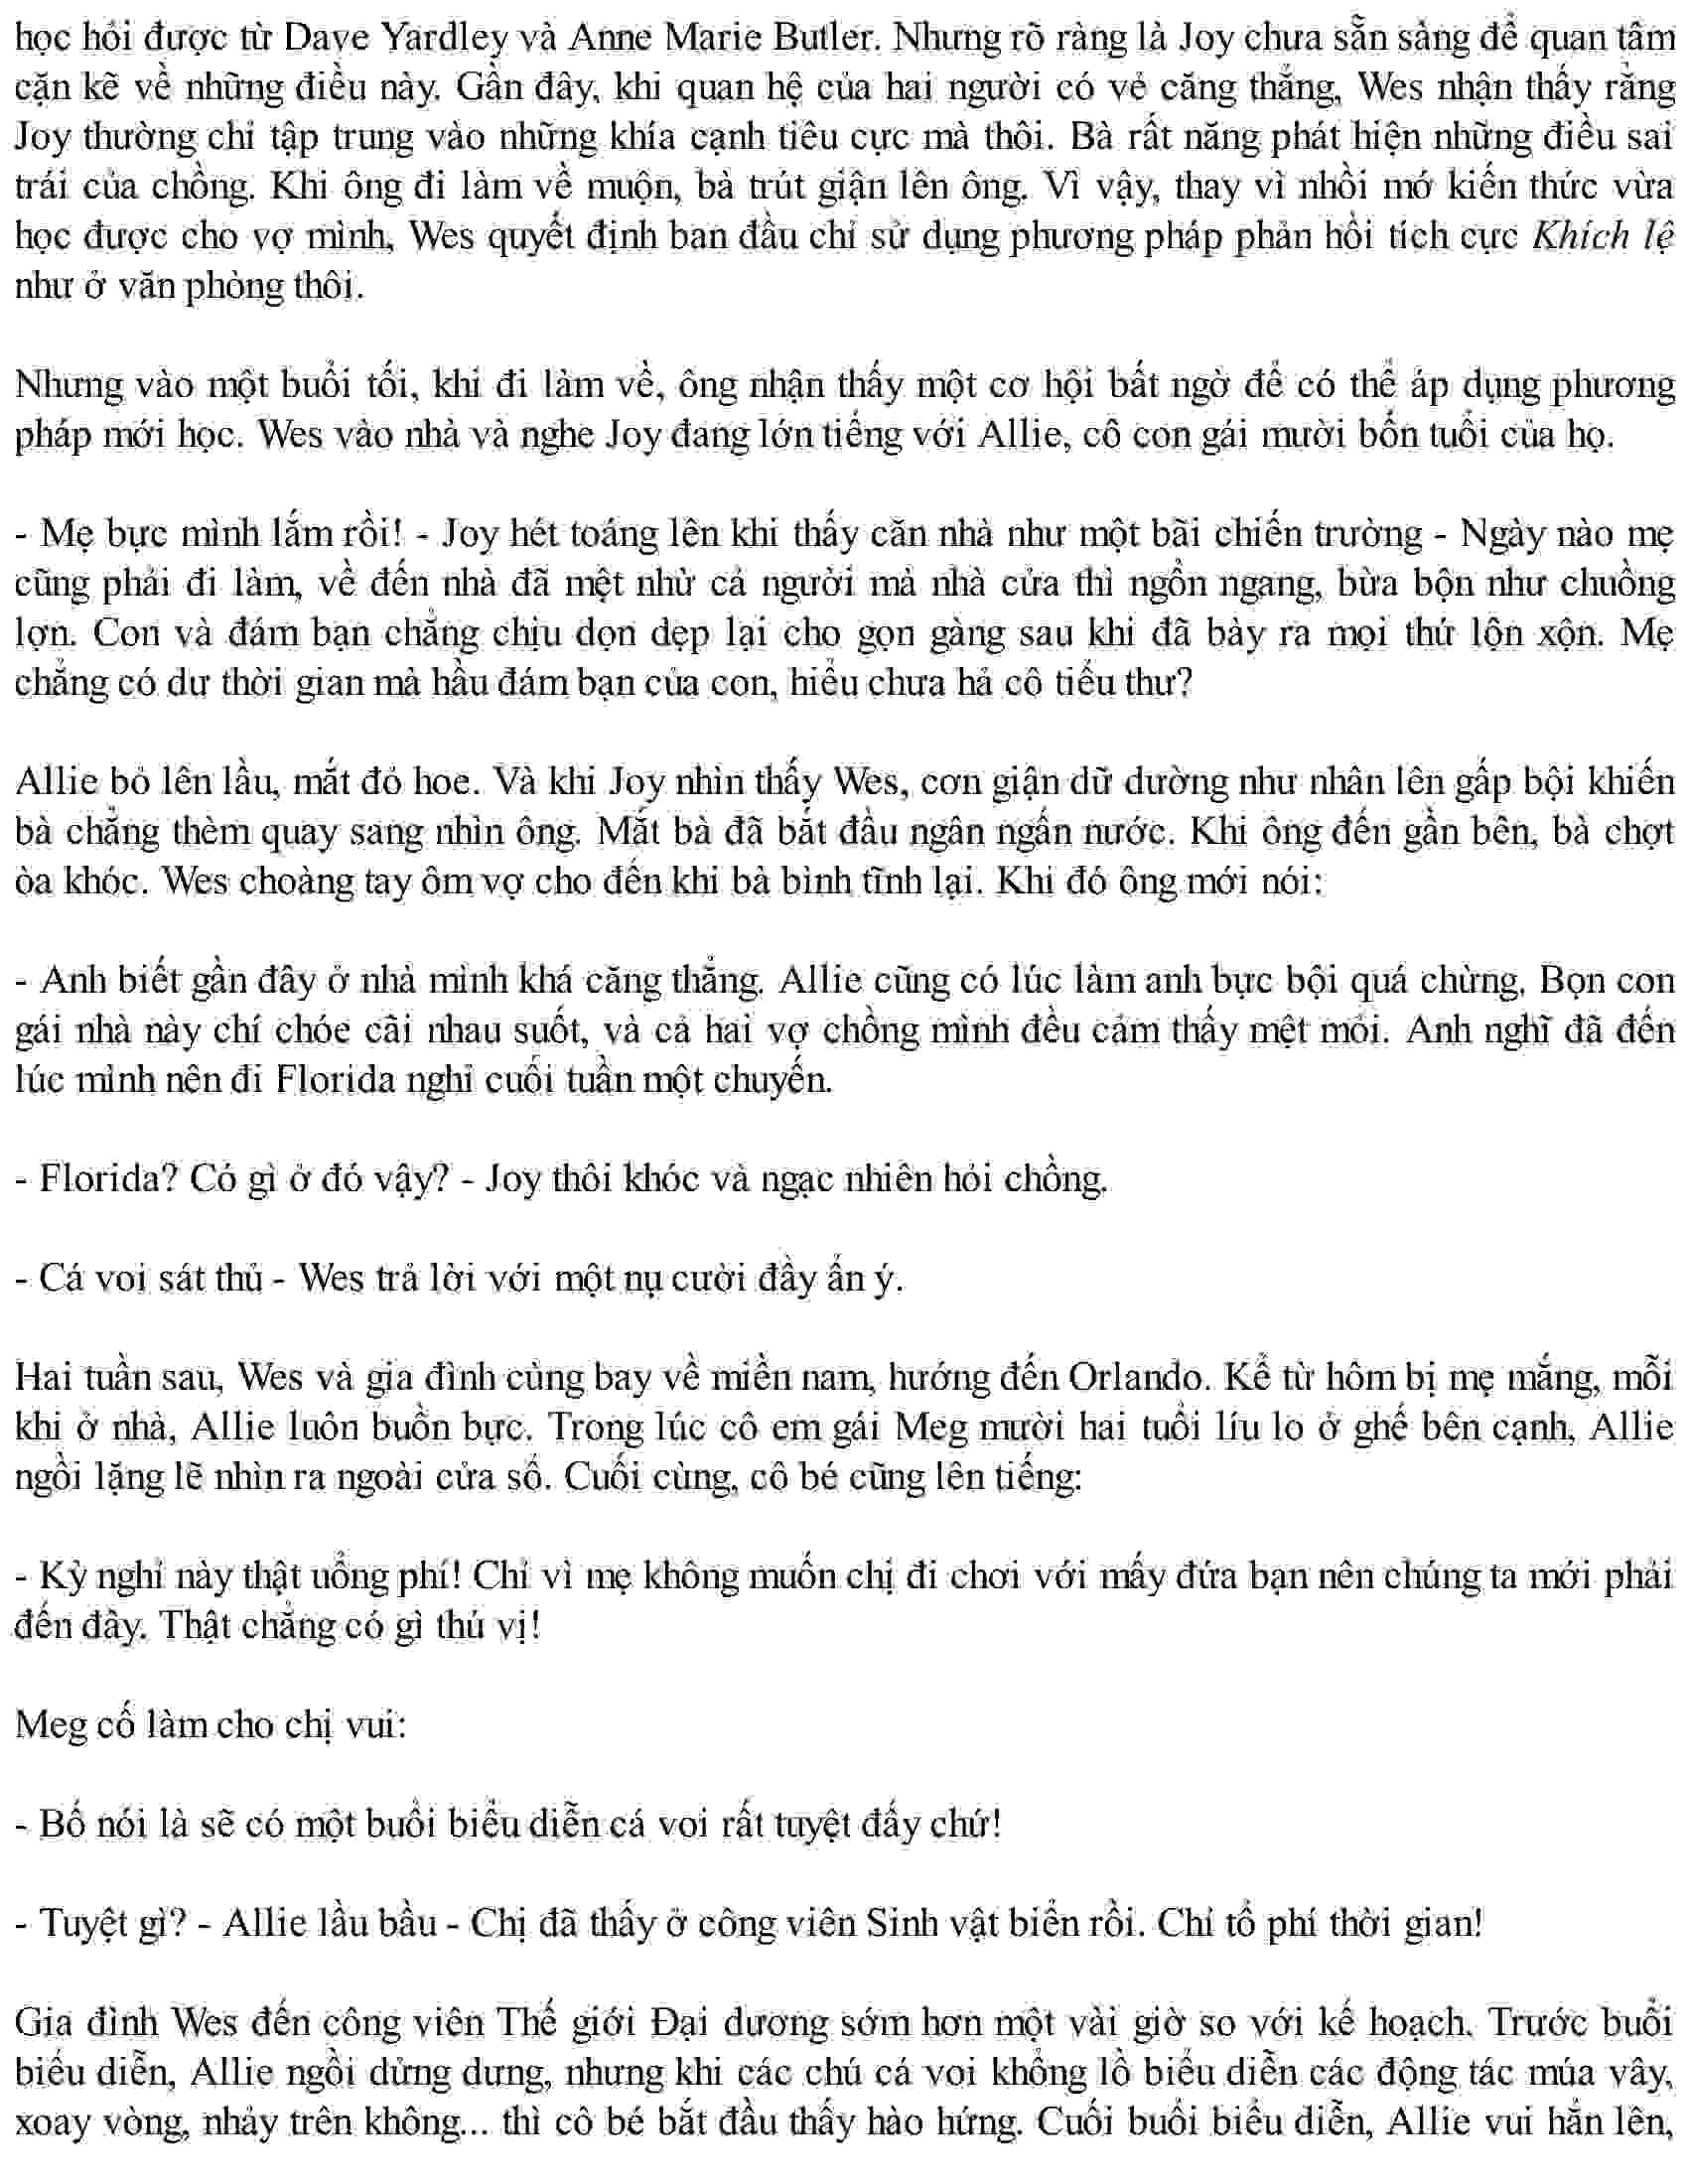 học hỏi được từ Dave Yardley và Anne Marie Butler. Nhưng rõ ràng là Joy chưa sẵn sàng để quan tâm
cặn kẽ về những điều này. Gần đây, khi quan hệ của hai người có vẻ căng thẳng, Wes nhận thấy rằng
Joy thường chỉ tập trung vào những khía cạnh tiêu cực mà thôi. Bà rất năng phát hiện những điều sai
trái của chồng. Khi ông đi làm về muộn, bà trút giận lên ông. Vì vậy, thay vì nhồi mớ kiến thức vừa
học được cho vợ mình, Wes quyết định ban đầu chỉ sử dụng phương pháp phản hồi tích cực Khích lệ
như ở văn phòng thôi.
Nhưng vào một buổi tối, khi đi làm về, ông nhận thấy một cơ hội bất ngờ để có thể áp dụng phương
pháp mới học. Wes vào nhà và nghe Joy đang lớn tiếng với Allie, cô con gái mười bốn tuổi của họ.
- Mẹ bực mình lắm rồi! - Joy hét toáng lên khi thấy căn nhà như một bãi chiến trường - Ngày nào mẹ
cũng phải đi làm, về đến nhà đã mệt nhừ cả người mà nhà cửa thì ngổn ngang, bừa bộn như chuồng
lợn. Con và đám bạn chẳng chịu dọn dẹp lại cho gọn gàng sau khi đã bày ra mọi thứ lộn xộn. Mẹ
chẳng có dư thời gian mà hầu đám bạn của con, hiểu chưa hả cô tiểu thư?
Allie bỏ lên lầu, mắt đỏ hoe. Và khi Joy nhìn thấy Wes, cơn giận dữ dường như nhân lên gấp bội khiến
bà chẳng thèm quay sang nhìn ông. Mắt bà đã bắt đầu ngân ngấn nước. Khi ông đến gần bên, bà chợt
òa khóc. Wes choàng tay ôm vợ cho đến khi bà bình tĩnh lại. Khi đó ông mới nói:
- Anh biết gần đây ở nhà mình khá căng thẳng. Allie cũng có lúc làm anh bực bội quá chừng. Bọn con
gái nhà này chí chóe cãi nhau suốt, và cả hai vợ chồng mình đều cảm thấy mệt mỏi. Anh nghĩ đã đến
lúc mình nên đi Florida nghỉ cuối tuần một chuyến.
- Florida? Có gì ở đó vậy? - Joy thôi khóc và ngạc nhiên hỏi chồng.
- Cá voi sát thủ - Wes trả lời với một nụ cười đầy ẩn ý.
Hai tuần sau, Wes và gia đình cùng bay về miền nam, hướng đến Orlando. Kể từ hôm bị mẹ mắng, mỗi
khi ở nhà, Allie luôn buồn bực. Trong lúc cô em gái Meg mười hai tuổi líu lo ở ghế bên cạnh, Allie
ngồi lặng lẽ nhìn ra ngoài cửa sổ. Cuối cùng, cô bé cũng lên tiếng:
- Kỳ nghỉ này thật uổng phí! Chỉ vì mẹ không muốn chị đi chơi với mấy đứa bạn nên chúng ta mới phải
đến đây. Thật chẳng có gì thú vị!
Meg cố làm cho chị vui:
- Bố nói là sẽ có một buổi biểu diễn cá voi rất tuyệt đấy chứ!
- Tuyệt gì? - Allie lầu bầu - Chị đã thấy ở công viên Sinh vật biển rồi. Chỉ tổ phí thời gian!
Gia đình Wes đến công viên Thế giới Đại dương sớm hơn một vài giờ so với kế hoạch. Trước buổi
biểu diễn, Allie ngồi dửng dưng, nhưng khi các chú cá voi khổng lồ biểu diễn các động tác múa vây,
xoay vòng, nhảy trên không... thì cô bé bắt đầu thấy hào hứng. Cuối buổi biểu diễn, Allie vui hẳn lên,